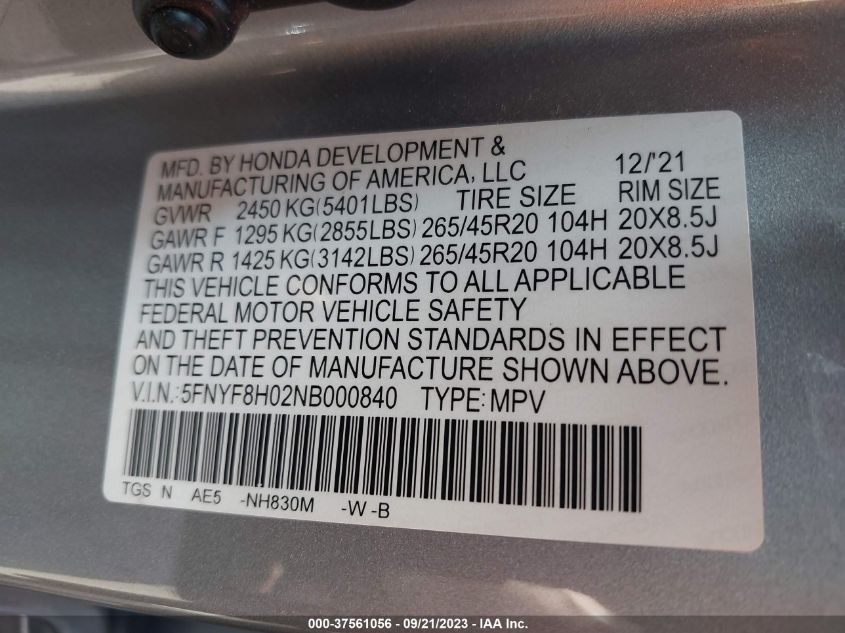 MFD. BY HONDA DEVELOPMENT &
MANUFACTURING OF AMERICA, LLC 12/'21
GVWR 2450 KG(5401LBS) TIRE SIZE RIM SIZE
GAWR F 1295 KG(2855LBS) 265/45R20 104H 20X8.5J
GAWR R 1425 KG(3142LBS) 265/45R20 104H 20X8.5J
THIS VEHICLE CONFORMS TO ALL APPLICABLE
FEDERAL MOTOR VEHICLE SAFETY
AND THEFT PREVENTION STANDARDS IN EFFECT
ON THE DATE OF MANUFACTURE SHOWN ABOVE.
V.I.N.:5FNYF8H02NB000840 TYPE:MPV
TGS N AE5 -NH830M -W -B
000-37561056 - 09/21/2023 - IAA Inc.